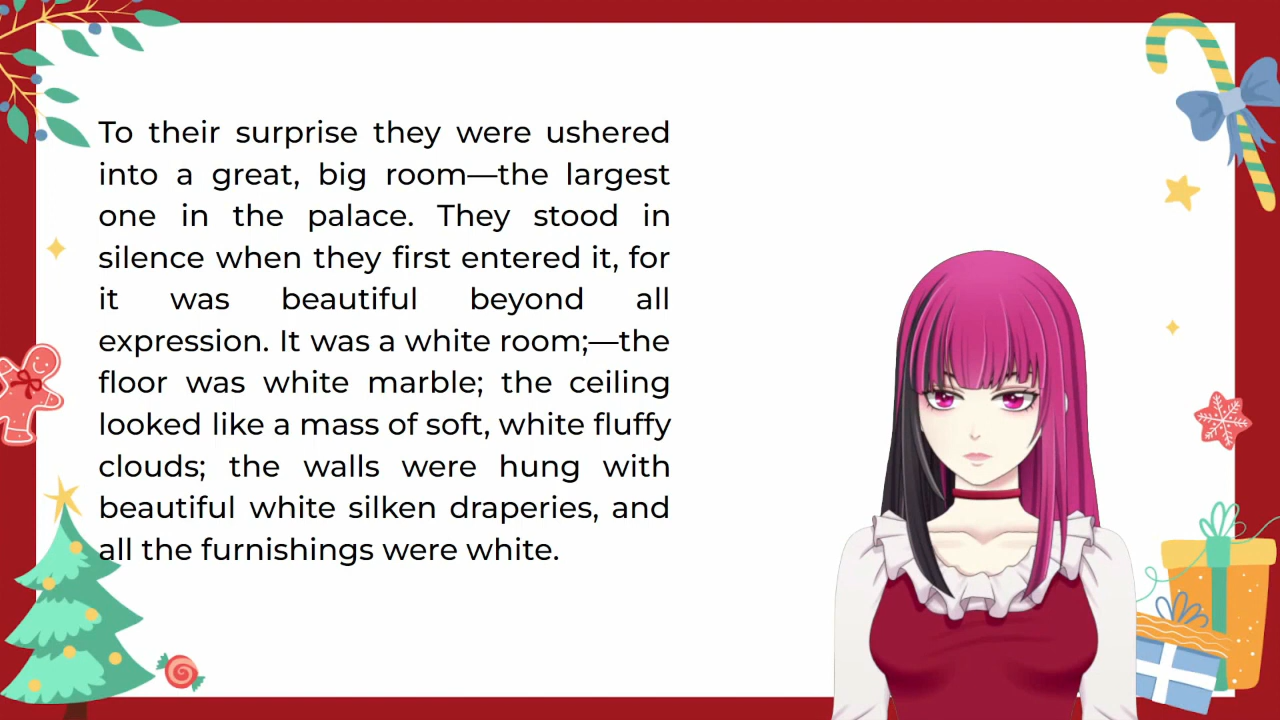 To their surprise they were ushered
into a great, big room—the largest
one in the palace. They stood in
silence when they first entered it, for
it was beautiful beyond all
expression. It was a white room;—the
floor was white marble; the ceiling
looked like a mass of soft, white fluffy
clouds; the walls were hung with
beautiful white silken draperies, and
all the furnishings were white.